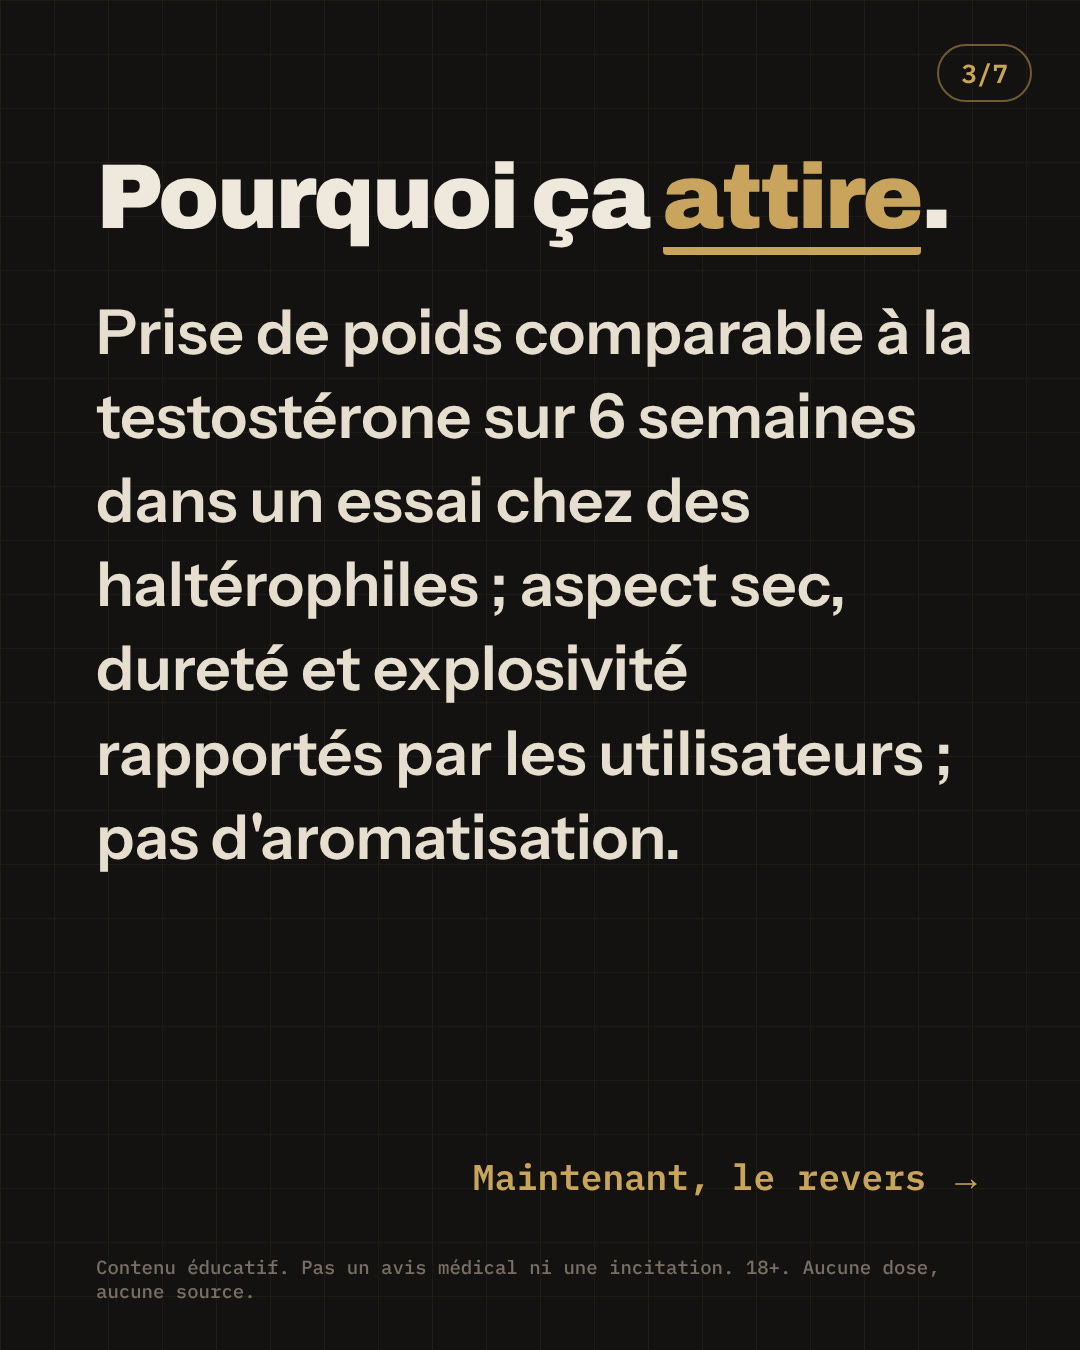 3/7
Pourquoi ça attire.
Prise de poids comparable à la
testostérone sur 6 semaines
dans un essai chez des
haltérophiles ; aspect sec,
dureté et explosivité
rapportés par les utilisateurs ;
pas d'aromatisation.
Maintenant, le revers →
Contenu éducatif. Pas un avis médical ni une incitation. 18+. Aucune dose,
aucune source.